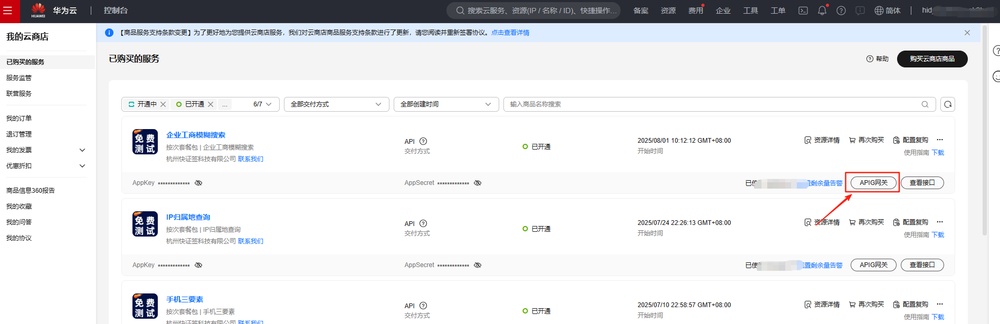 HUAWEI
华为云
控制台
搜索云服务、资源(IP / 名称 / ID)、快捷操作...
备案
资源
费用
企业
工具
工单
简体
hid
我的云商店
已购买的服务
服务监管
联营服务
我的订单
退订管理
我的发票
优惠折扣
商品信息360报告
我的收藏
我的问答
我的协议
【商品服务支持条款变更】为了更好地为您提供云商店服务，我们对云商店商品服务支持条款进行了更新，请您阅读并重新签署协议。点击查看详情
已购买的服务
帮助
购买云商店商品
开通中
已开通
...
6/7
全部交付方式
全部创建时间
输入商品名称搜索
免费
测试
企业工商模糊搜索
按次套餐包 | 企业工商模糊搜索
杭州快证签科技有限公司 联系我们
API
交付方式
已开通
2025/08/01 10:12:12 GMT+08:00
开始时间
资源详情
再次购买
配置复购
...
使用指南 下载
AppKey *************
AppSecret *************
已使
置剩余量告警
APIG网关
查看接口
免费
测试
IP归属地查询
按次套餐包 | IP归属地查询
杭州快证签科技有限公司 联系我们
API
交付方式
已开通
2025/07/24 22:26:13 GMT+08:00
开始时间
资源详情
再次购买
配置复购
...
使用指南 下载
AppKey *************
AppSecret *************
已使
置剩余量告警
APIG网关
查看接口
免费
测试
手机三要素
按次套餐包 | 手机三要素
杭州快证签科技有限公司 联系我们
API
交付方式
已开通
2025/07/10 22:58:57 GMT+08:00
开始时间
资源详情
再次购买
配置复购
...
使用指南 下载